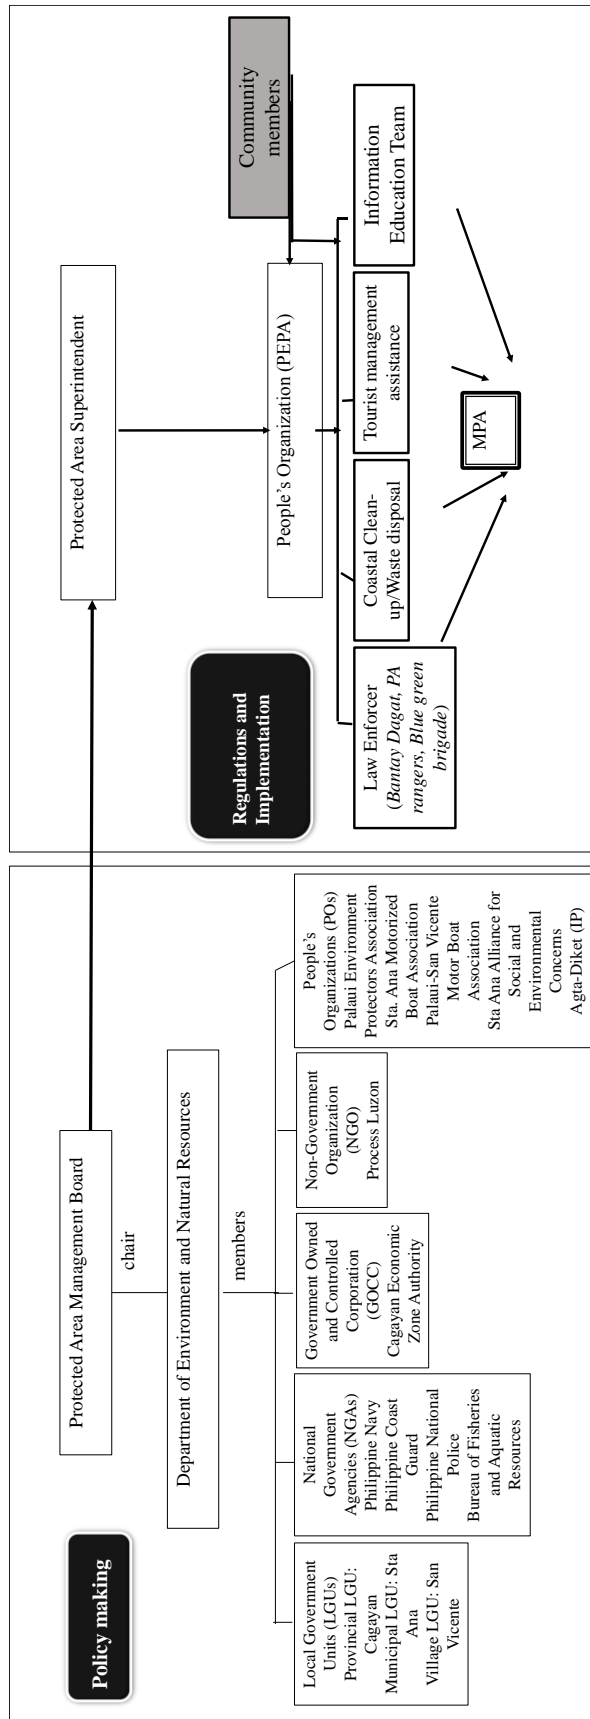 Policy making
Protected Area Management Board
chair
Department of Environment and Natural Resources
members
Local Government
Units (LGUs)
Provincial LGU:
Cagayan
Municipal LGU: Sta
Ana
Village LGU: San
Vicente
National
Government
Agencies (NGAs)
Philippine Navy
Philippine Coast
Guard
Philippine National
Police
Bureau of Fisheries
and Aquatic
Resources
Government Owned
and Controlled
Corporation
(GOCC)
Cagayan Economic
Zone Authority
Non-Government
Organization
(NGO)
Process Luzon
People's
Organizations (POs)
Palaui Environment
Protectors Association
Sta. Ana Motorized
Boat Association
Palaui-San Vicente
Motor Boat
Association
Sta Ana Alliance for
Social and
Environmental
Concerns
Agta-Diket (IP)
Protected Area Superintendent
Regulations and
Implementation
People's Organization (PEPA)
Community
members
Law Enforcer
(Bantay Dagat, PA
rangers, Blue green
brigade)
Coastal Clean-
up/Waste disposal
Tourist management
assistance
Information
Education Team
MPA